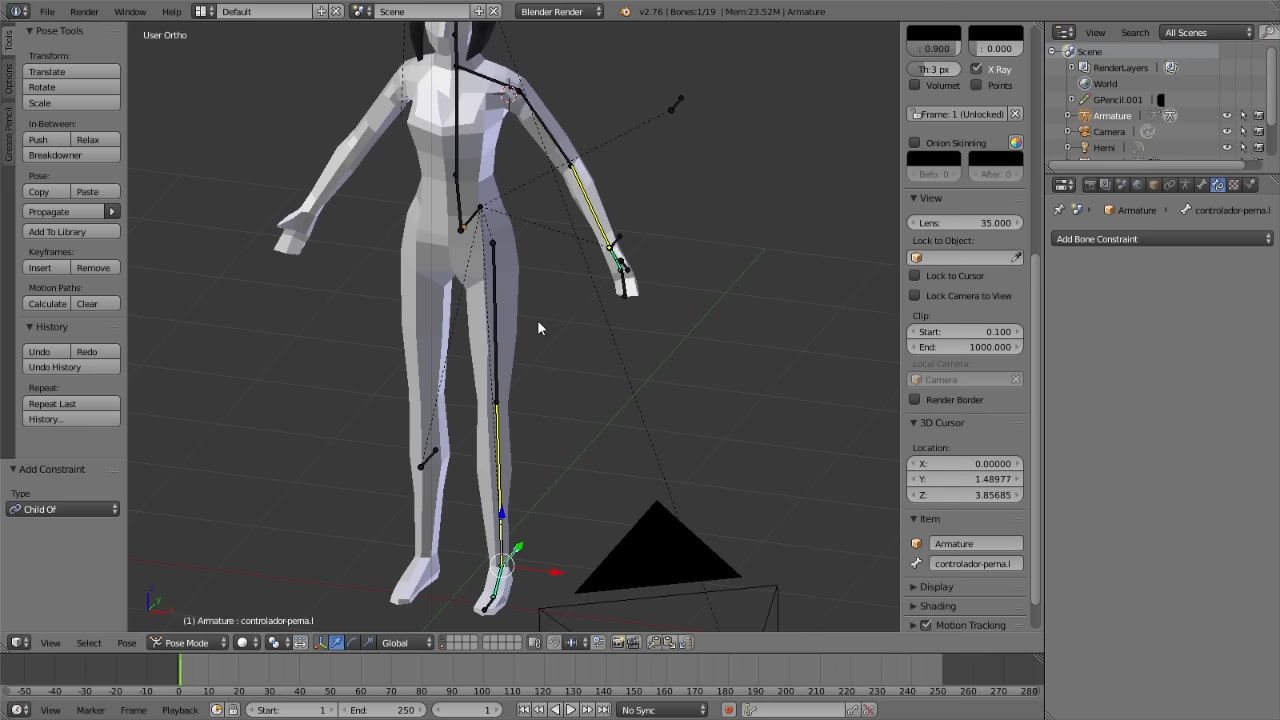 File Render Window Help Default Scene Blender Render v2.76 | Bones:1/19 | Mem:23.52M | Armature
Tools
Options
Grease Pencil
Pose Tools
Transform:
Translate
Rotate
Scale
In-Between:
Push Relax
Breakdowner
Pose:
Copy Paste
Propagate
Add To Library
Keyframes:
Insert Remove
Motion Paths:
Calculate Clear
History
Undo Redo
Undo History
Repeat:
Repeat Last
History...
Add Constraint
Type
Child Of
User Ortho
z
y
(1) Armature : controlador-perna.l
: 0.900 : 0.000
Th:3 px X Ray
Volumet Points
Frame: 1 (Unlocked)
Onion Skinning
Befo: 0 After: 0
View
Lens: 35.000
Lock to Object:
Lock to Cursor
Lock Camera to View
Clip:
Start: 0.100
End: 1000.000
Local Camera:
Camera
Render Border
3D Cursor
Location:
X: 0.00000
Y: 1.48977
Z: 3.85685
Item
Armature
controlador-perna.l
Display
Shading
Motion Tracking
View Search All Scenes
Scene
RenderLayers
World
GPencil.001
Armature
Camera
Hemi
Armature controlador-perna.l
Add Bone Constraint
View Select Pose Pose Mode Global
-50 -40 -30 -20 -10 0 10 20 30 40 50 60 70 80 90 100 110 120 130 140 150 160 170 180 190 200 210 220 230 240 250 260 270 280
View Marker Frame Playback Start: 1 End: 250 1 No Sync